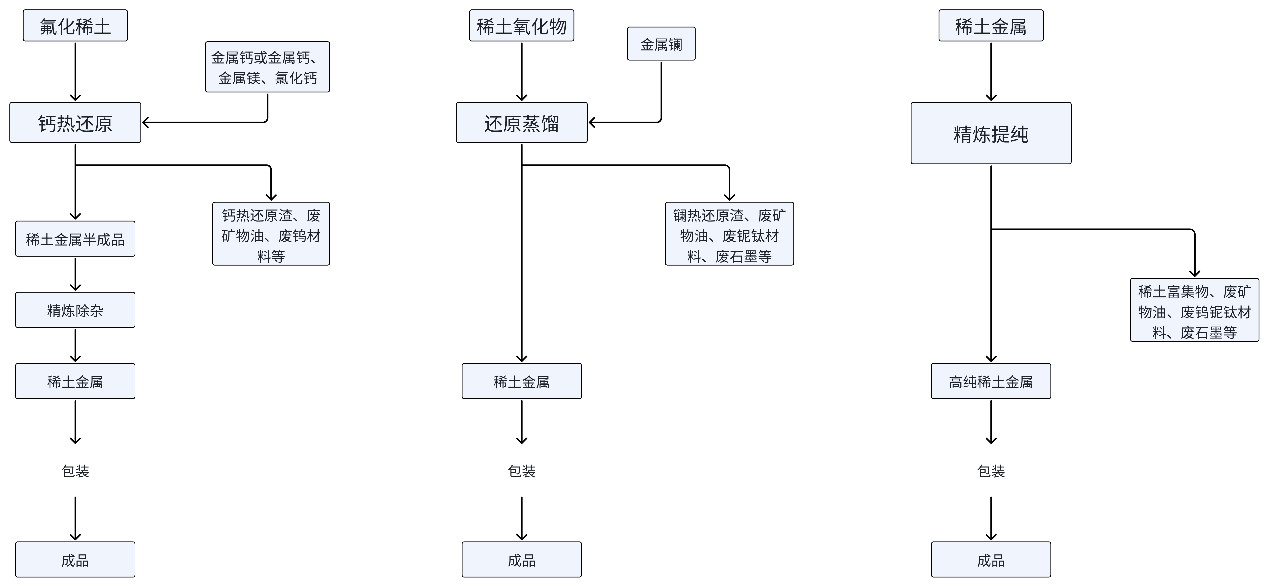 氟化稀土
金属钙或金属钙、
金属镁、氯化钙
钙热还原
钙热还原渣、废
矿物油、废钨材
料等
稀土金属半成品
精炼除杂
稀土金属
包装
成品
稀土氧化物
金属镧
还原蒸馏
镧热还原渣、废矿
物油、废铌钛材
料、废石墨等
稀土金属
包装
成品
稀土金属
精炼提纯
稀土富集物、废矿
物油、废钨铌钛材
料、废石墨等
高纯稀土金属
包装
成品